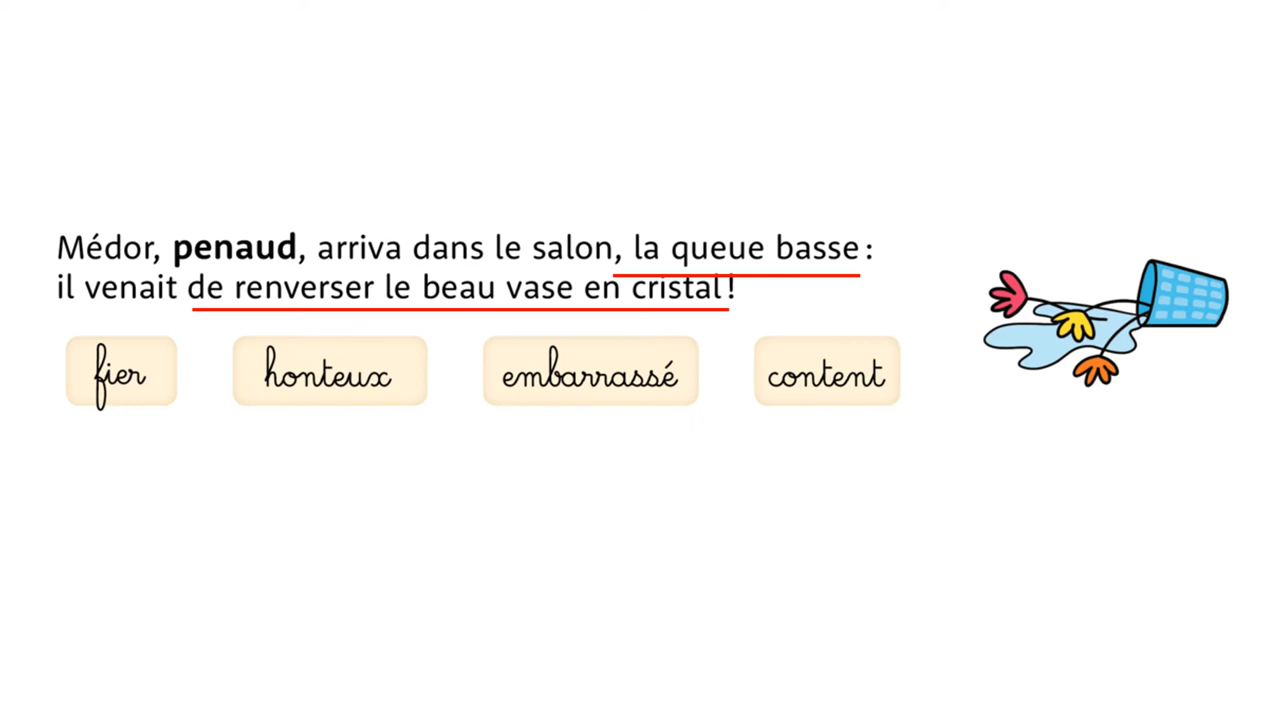 Médor, penaud, arriva dans le salon, la queue basse :
il venait de renverser le beau vase en cristal !
fier honteux embarrassé content